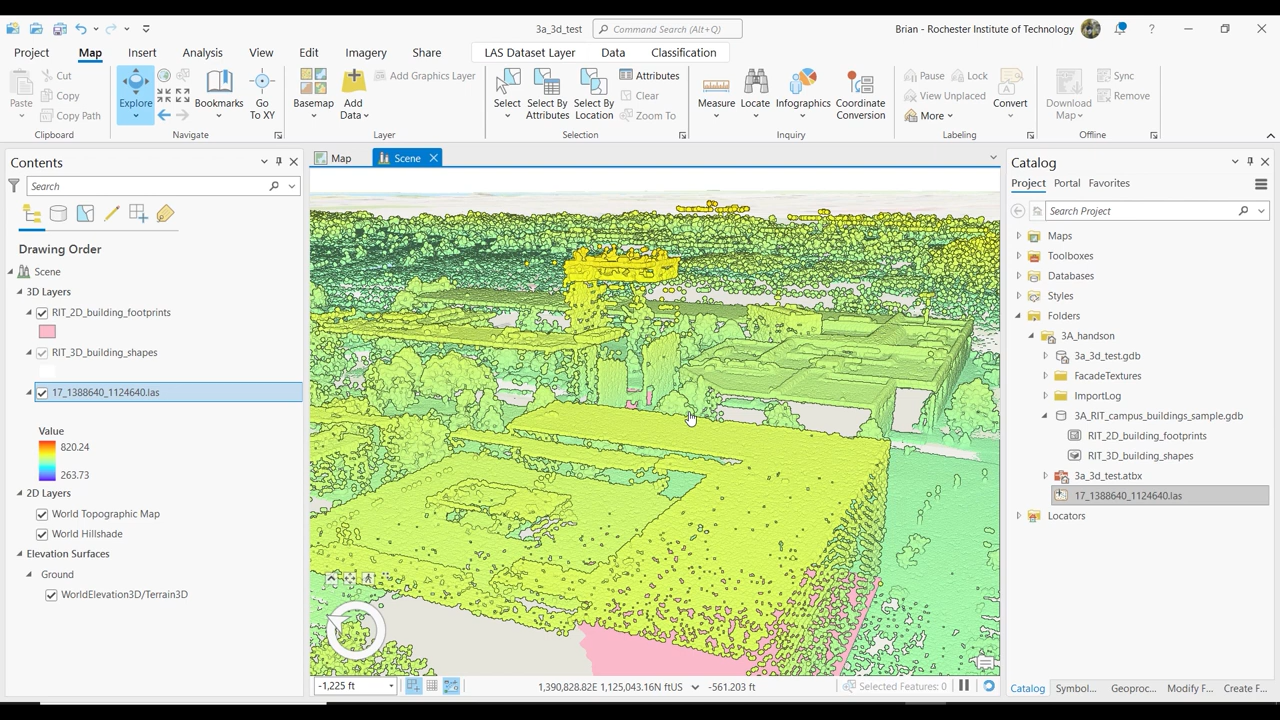 3a_3d_test
Command Search (Alt+Q)
Brian - Rochester Institute of Technology
?
Project Map Insert Analysis View Edit Imagery Share LAS Dataset Layer Data Classification
Paste
Cut
Copy
Copy Path
Clipboard
Explore
Bookmarks
Go To XY
Navigate
Basemap
Add Data
Add Graphics Layer
Layer
Select
Select By Attributes
Select By Location
Attributes
Clear
Zoom To
Selection
Measure
Locate
Infographics
Coordinate Conversion
Inquiry
Pause
Lock
View Unplaced
More
Convert
Labeling
Download Map
Sync
Remove
Offline
Contents
Search
Drawing Order
Scene
3D Layers
RIT_2D_building_footprints
RIT_3D_building_shapes
17_1388640_1124640.las
Value
820.24
263.73
2D Layers
World Topographic Map
World Hillshade
Elevation Surfaces
Ground
WorldElevation3D/Terrain3D
Map
Scene
-1,225 ft
1,390,828.82E 1,125,043.16N ftUS
-561.203 ft
Selected Features: 0
Catalog
Project Portal Favorites
Search Project
Maps
Toolboxes
Databases
Styles
Folders
3A_handson
3a_3d_test.gdb
FacadeTextures
ImportLog
3A_RIT_campus_buildings_sample.gdb
RIT_2D_building_footprints
RIT_3D_building_shapes
3a_3d_test.atbx
17_1388640_1124640.las
Locators
Catalog Symbol... Geoproc... Modify F... Create F...